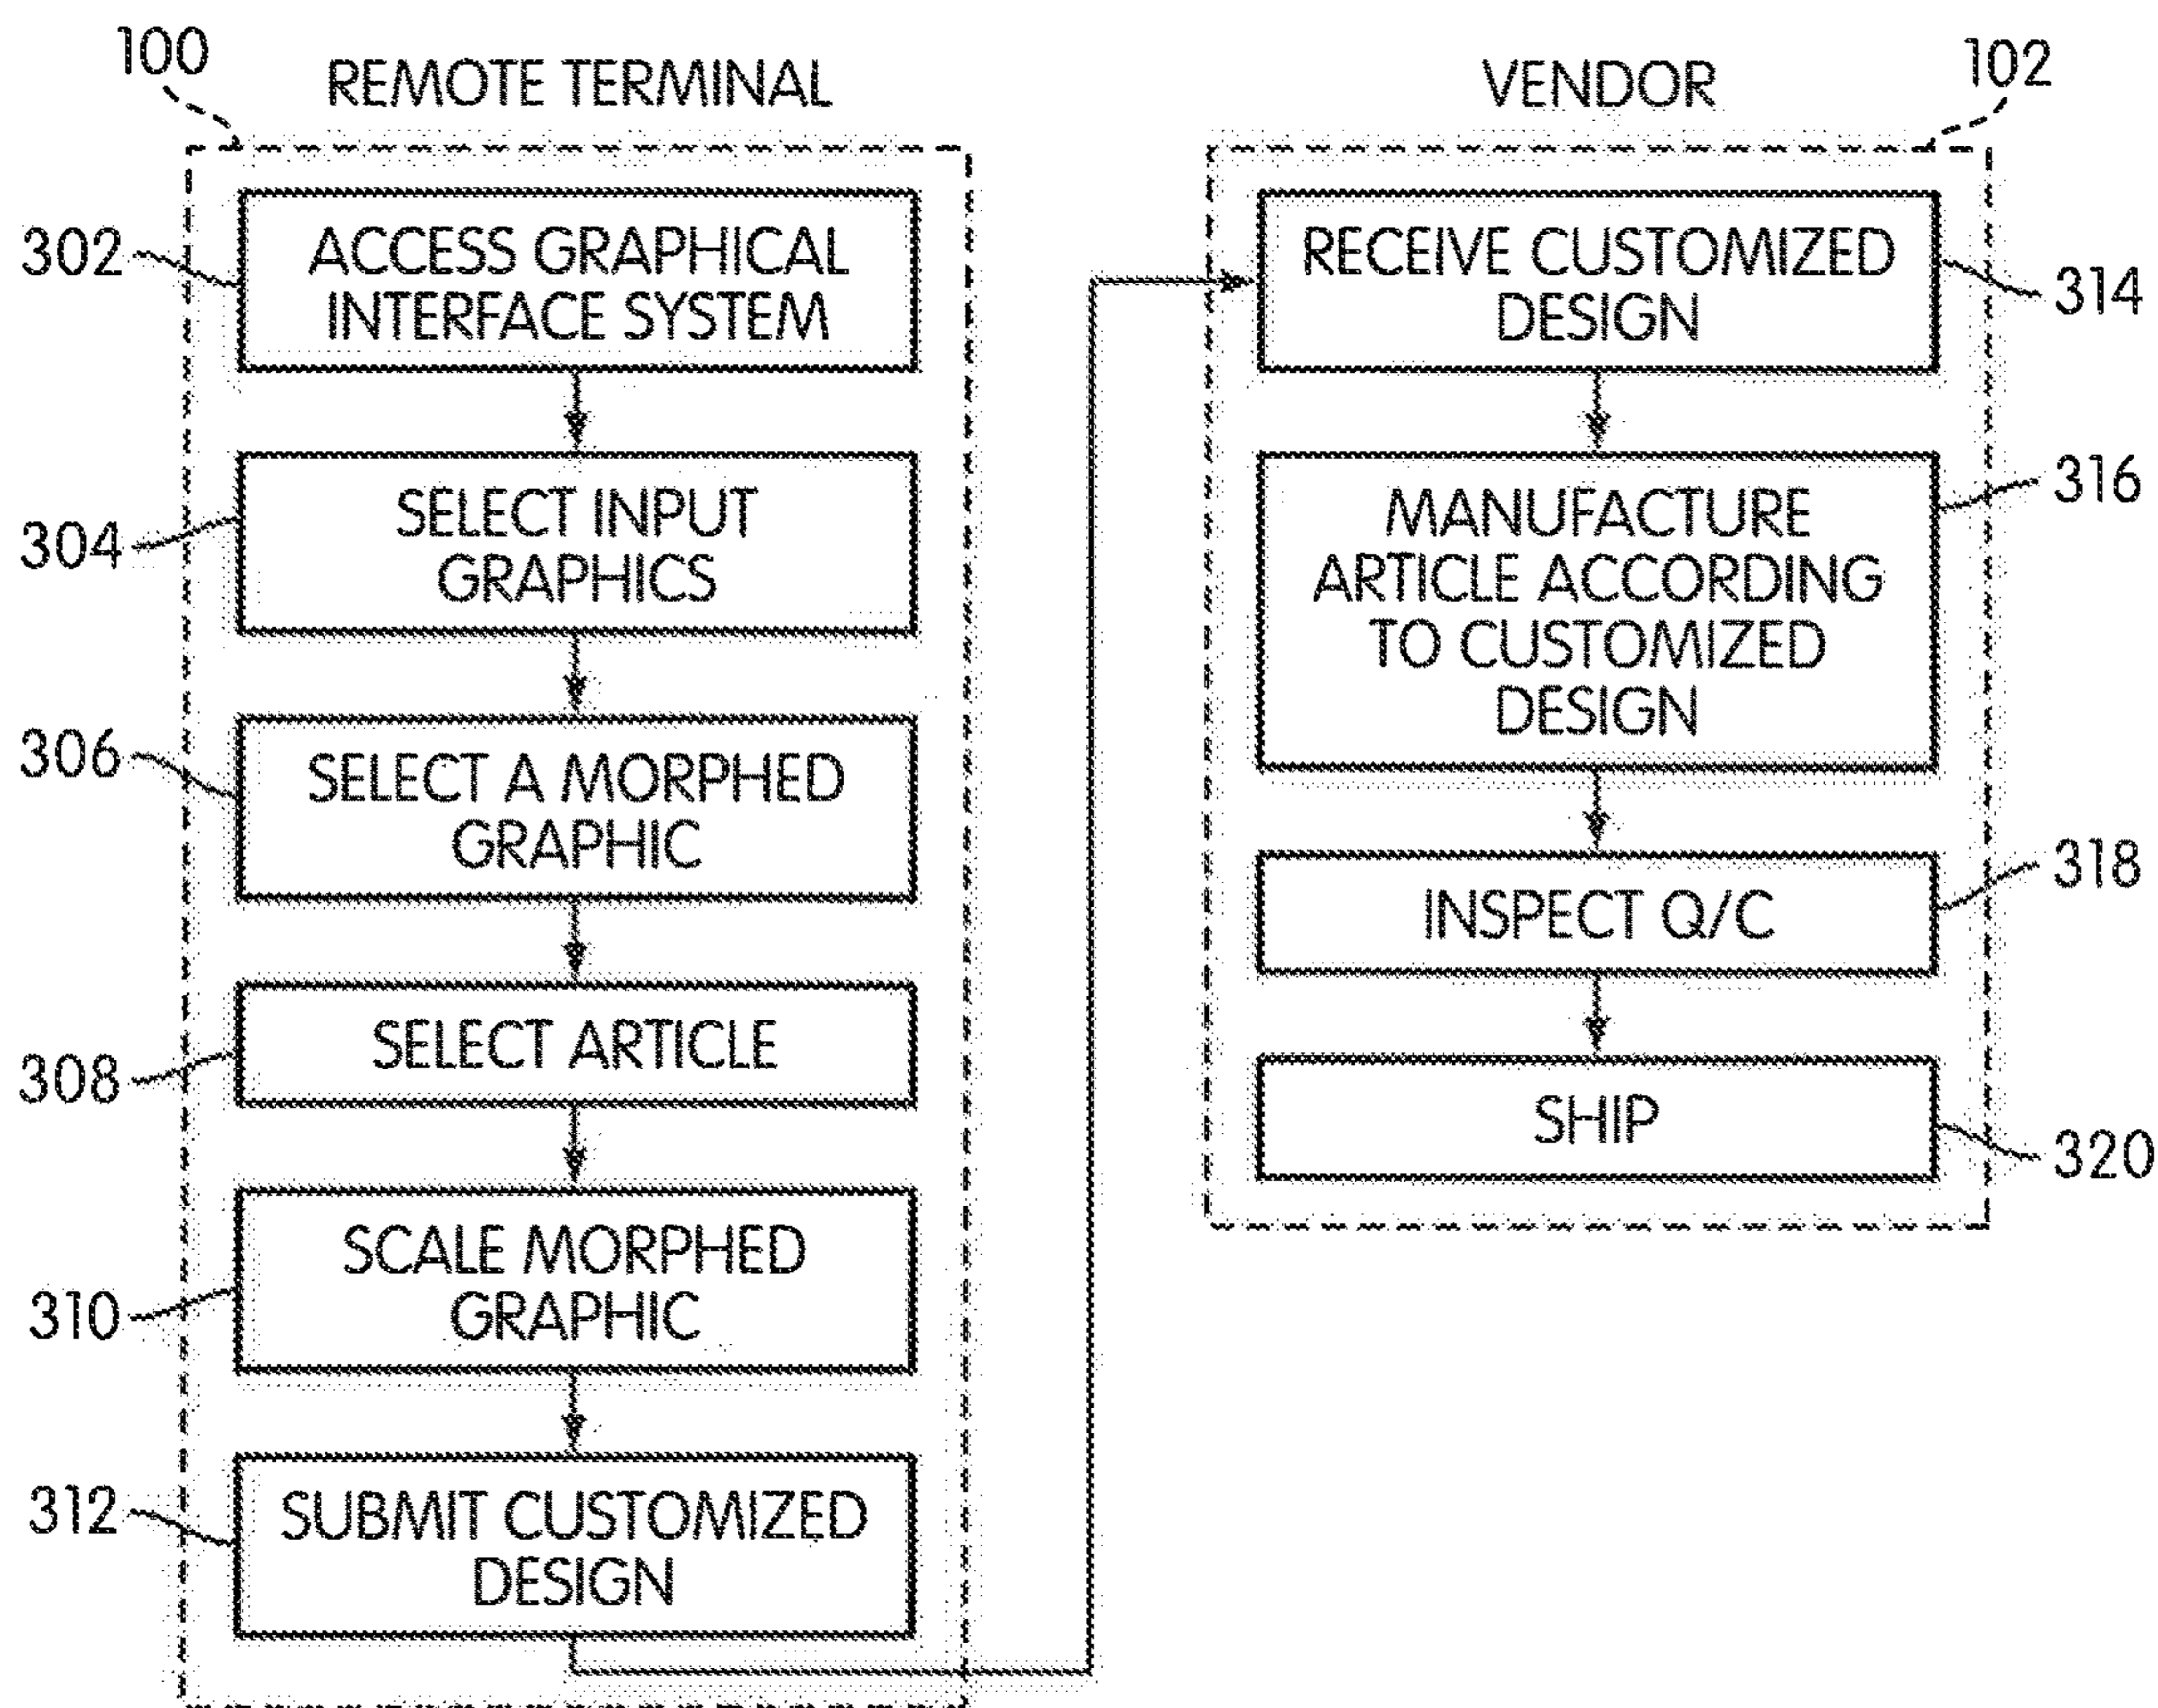 100
REMOTE TERMINAL
302
ACCESS GRAPHICAL
INTERFACE SYSTEM
304
SELECT INPUT
GRAPHICS
306
SELECT A MORPHED
GRAPHIC
308
SELECT ARTICLE
310
SCALE MORPHED
GRAPHIC
312
SUBMIT CUSTOMIZED
DESIGN
VENDOR
102
RECEIVE CUSTOMIZED
DESIGN
314
MANUFACTURE
ARTICLE ACCORDING
TO CUSTOMIZED
DESIGN
316
INSPECT Q/C
318
SHIP
320